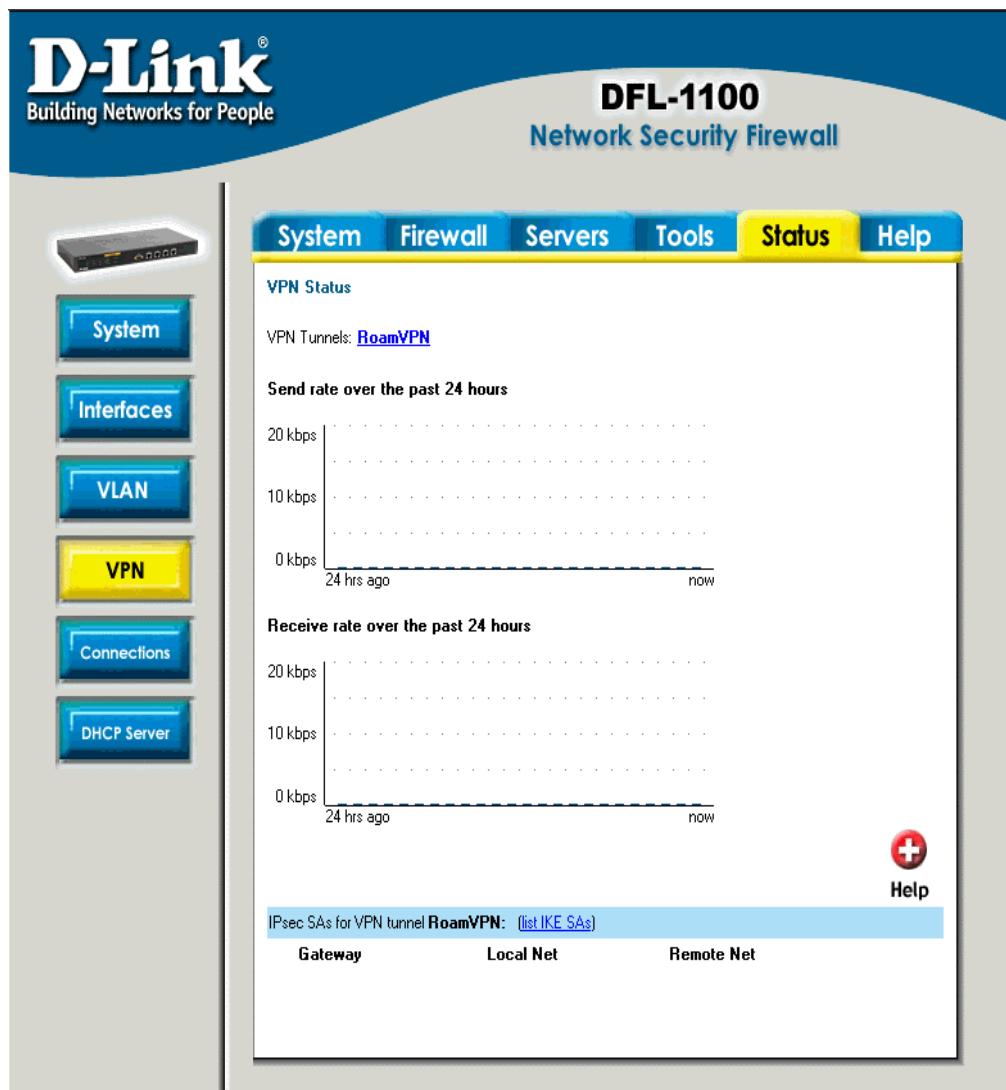 D-Link®
Building Networks for People
DFL-1100
Network Security Firewall
System Firewall Servers Tools Status Help
System
Interfaces
VLAN
VPN
Connections
DHCP Server
VPN Status
VPN Tunnels: RoamVPN
Send rate over the past 24 hours
20 kbps
10 kbps
0 kbps
24 hrs ago now
Receive rate over the past 24 hours
20 kbps
10 kbps
0 kbps
24 hrs ago now
Help
IPsec SAs for VPN tunnel RoamVPN: (list IKE SAs)
Gateway Local Net Remote Net